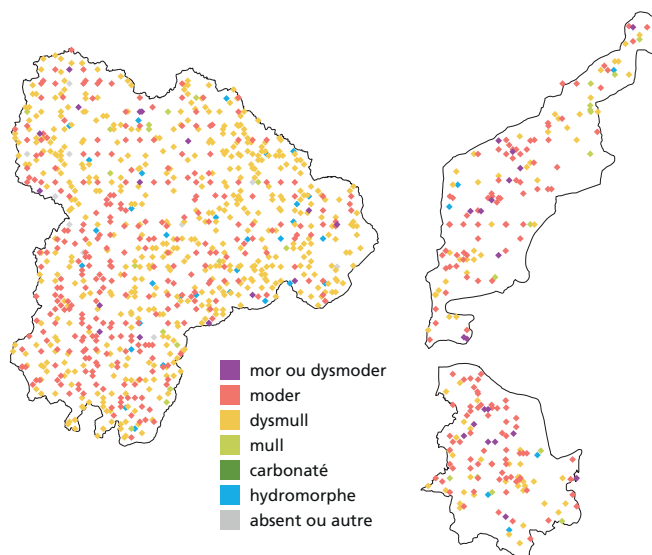 mor ou dysmoder
moder
dysmull
mull
carbonaté
hydromorphe
absent ou autre